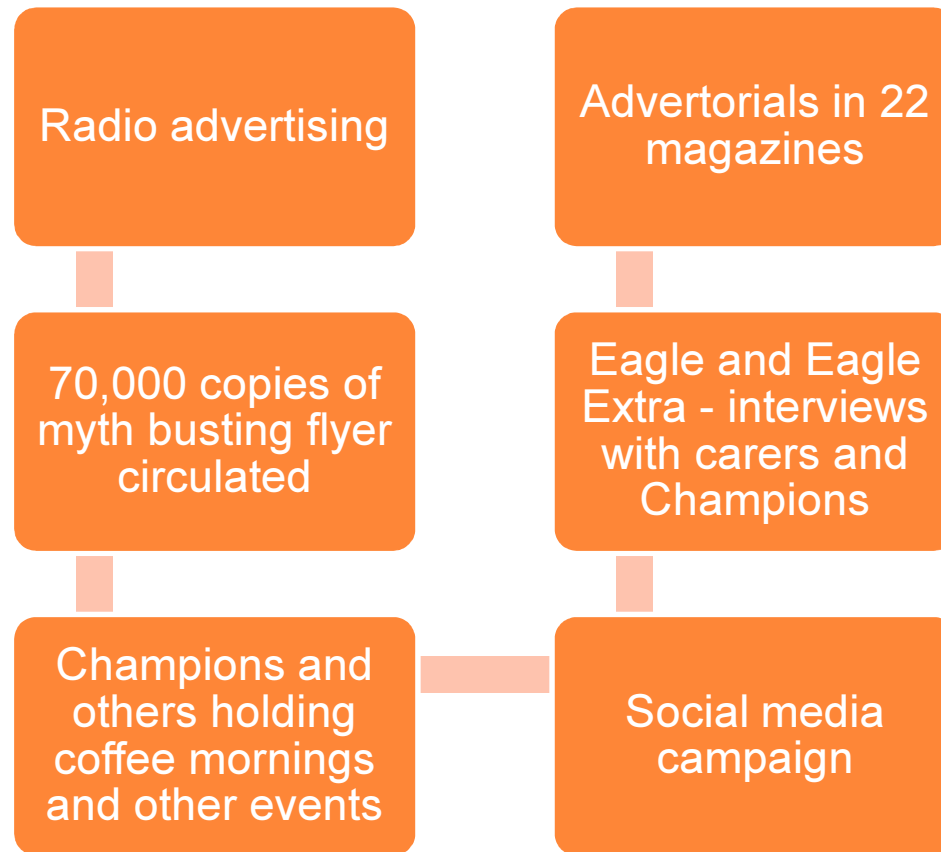 Radio advertising
70,000 copies of
myth busting flyer
circulated
Champions and
others holding
coffee mornings
and other events
Social media
campaign
Eagle and Eagle
Extra - interviews
with carers and
Champions
Advertorials in 22
magazines